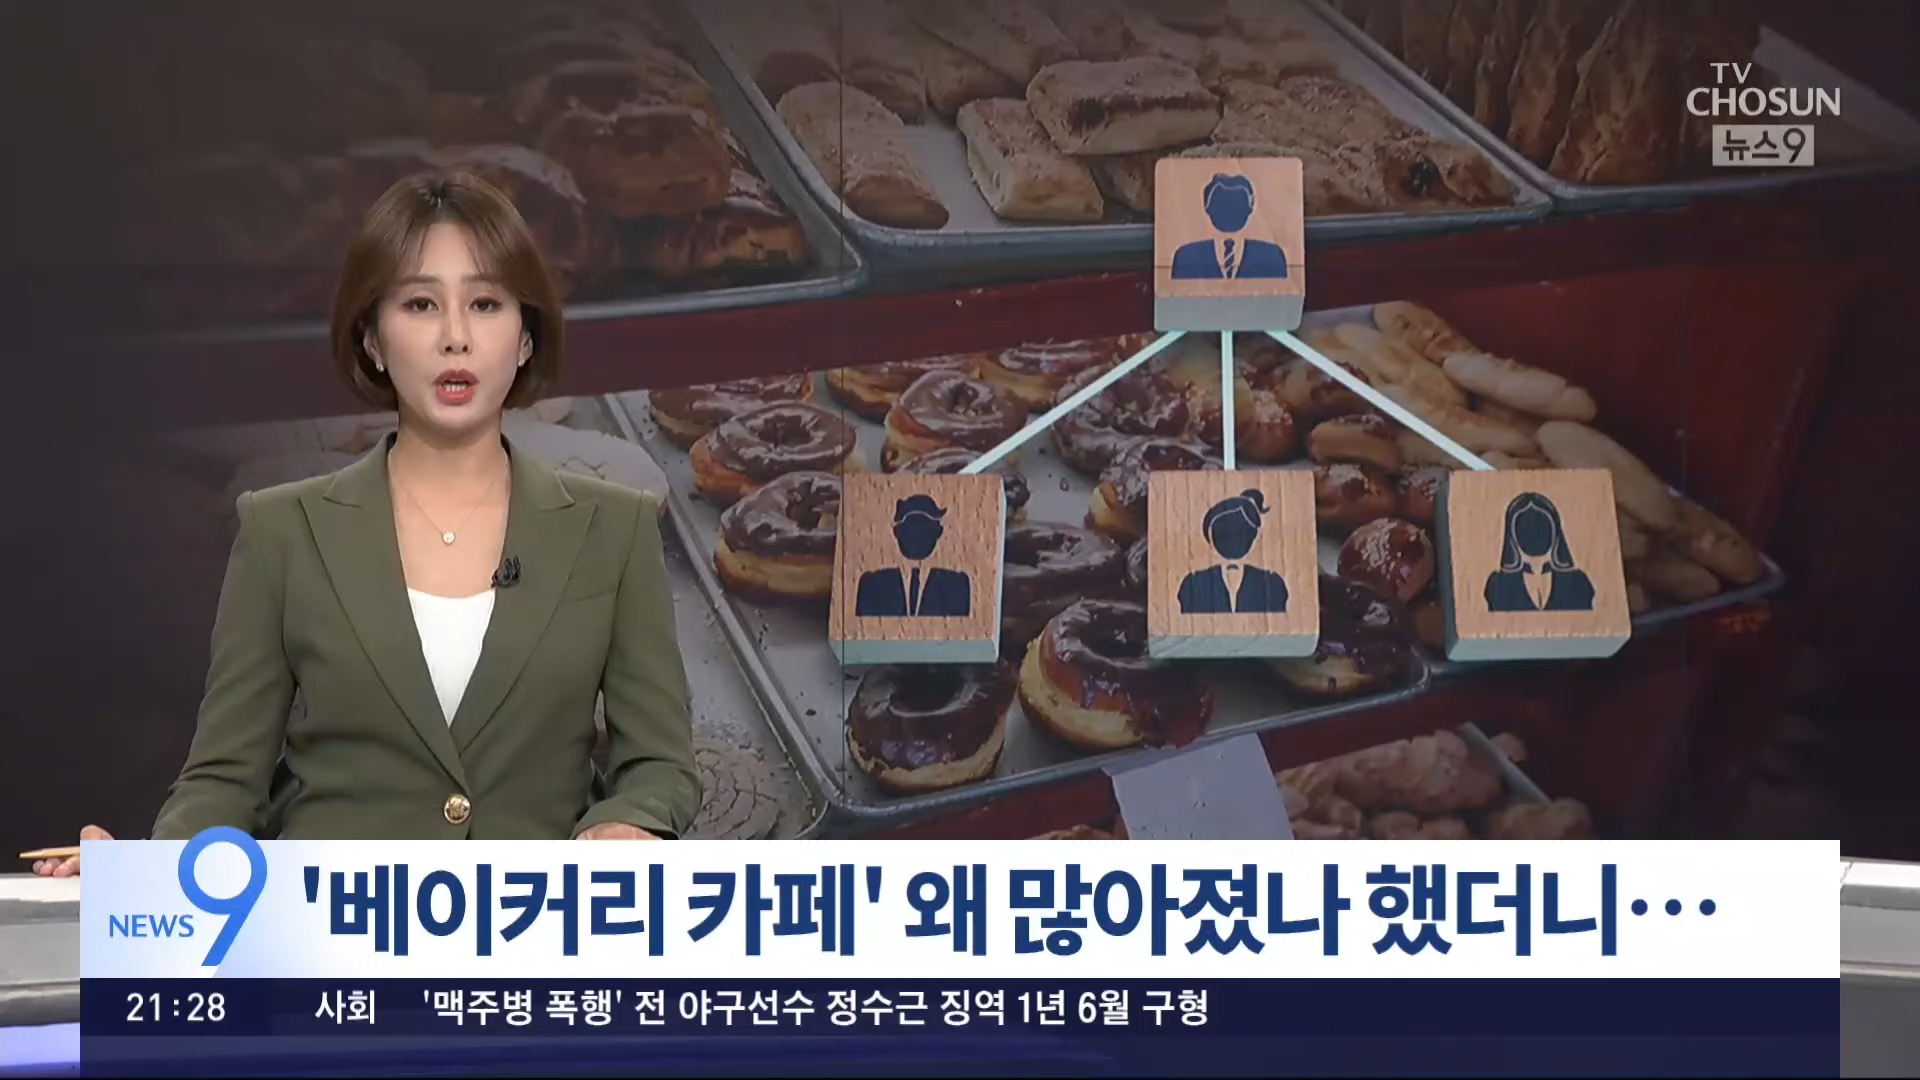 TV
CHOSUN
뉴스9
NEWS 9
'베이커리 카페' 왜 많아졌나 했더니…
21:28 사회 '맥주병 폭행' 전 야구선수 정수근 징역 1년 6월 구형